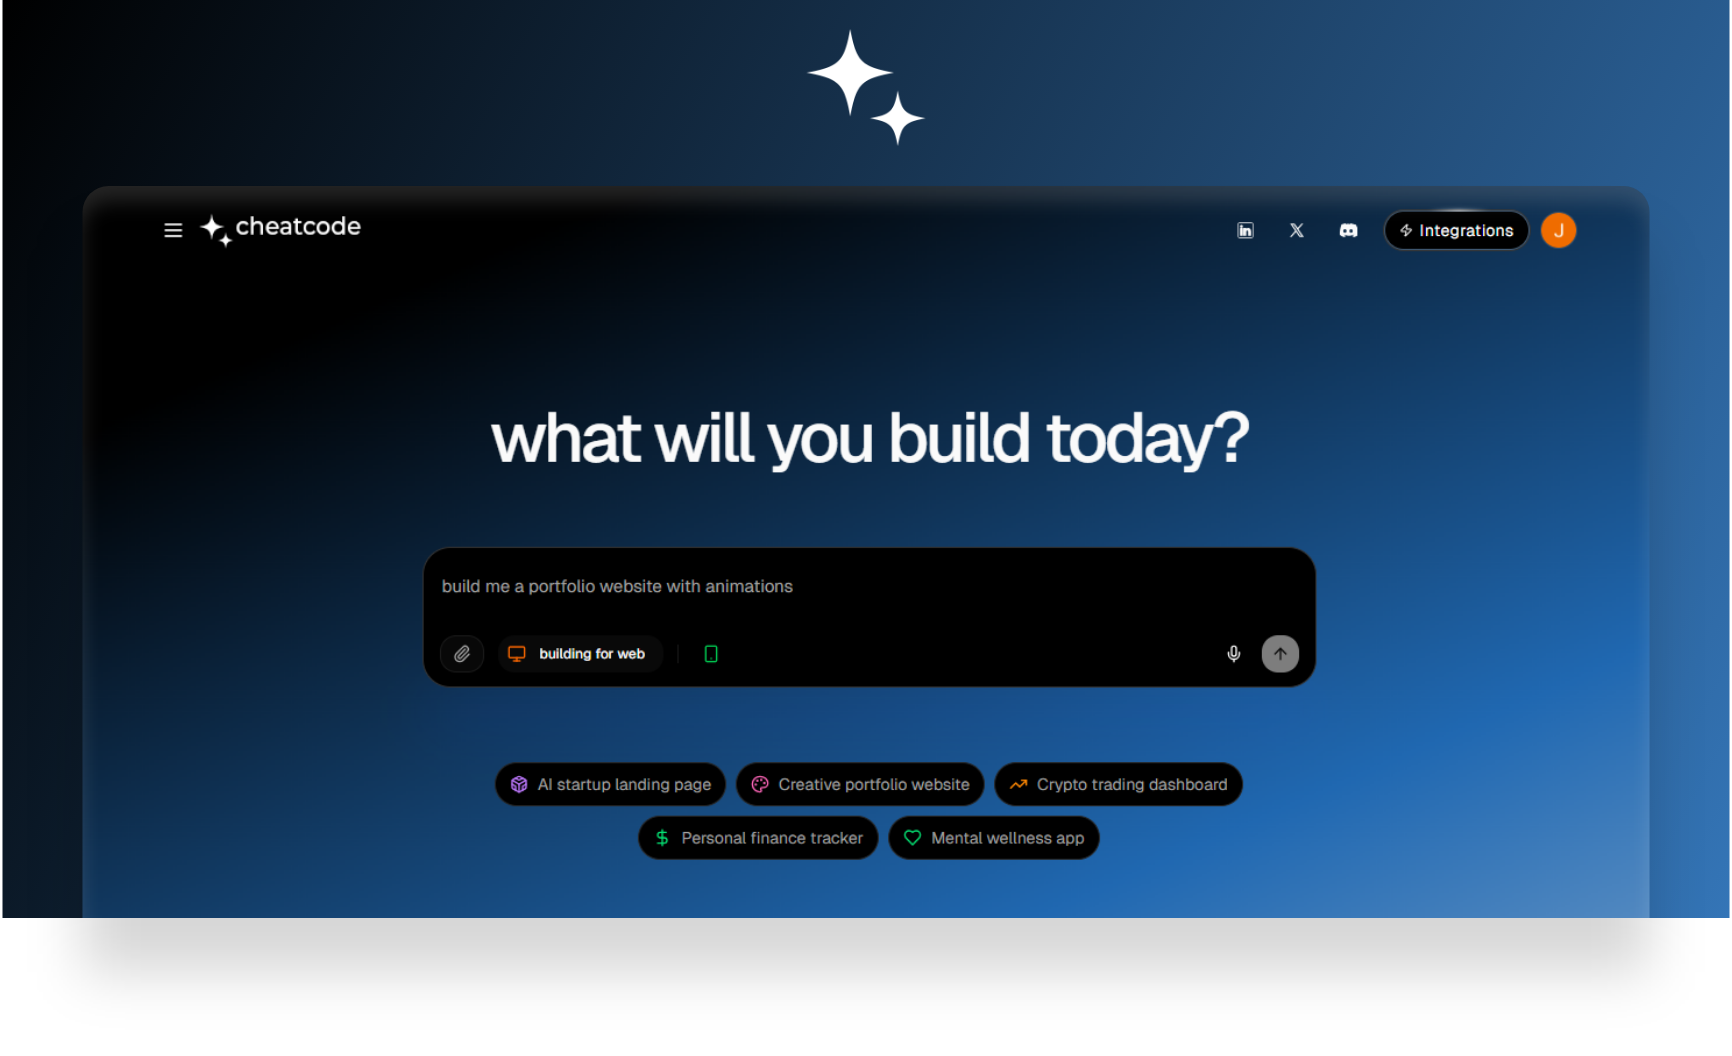 cheatcode
Integrations
J
what will you build today?
build me a portfolio website with animations
building for web
AI startup landing page
Creative portfolio website
Crypto trading dashboard
Personal finance tracker
Mental wellness app